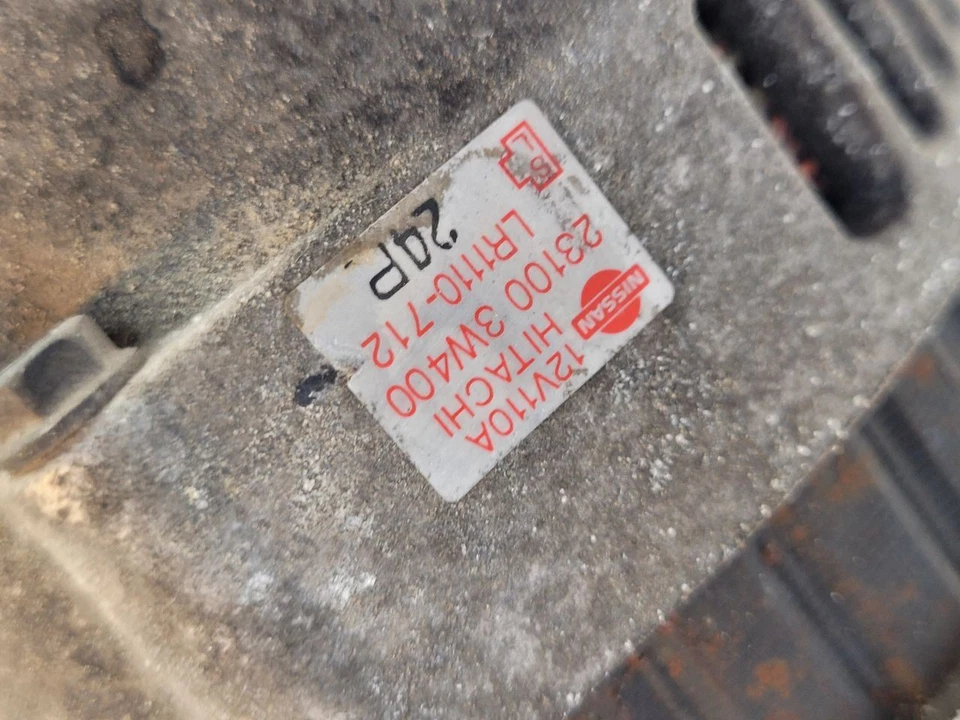 NISSAN
12V110A
HITACHI
23100 3W400
LR1110-712
'24P
L S